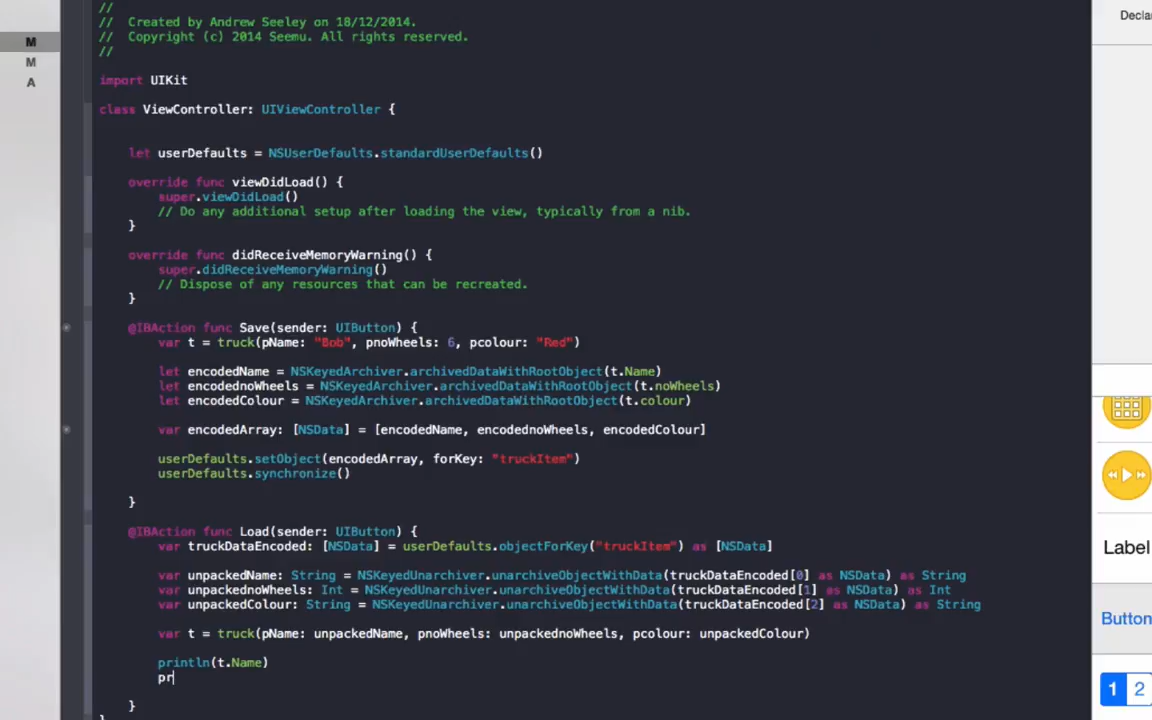 //
//  Created by Andrew Seeley on 18/12/2014.
//  Copyright (c) 2014 Seemu. All rights reserved.
//
import UIKit
class ViewController: UIViewController {
let userDefaults = NSUserDefaults.standardUserDefaults()
override func viewDidLoad() {
super.viewDidLoad()
// Do any additional setup after loading the view, typically from a nib.
}
override func didReceiveMemoryWarning() {
super.didReceiveMemoryWarning()
// Dispose of any resources that can be recreated.
}
@IBAction func Save(sender: UIButton) {
var t = truck(pName: "Bob", pnoWheels: 6, pcolour: "Red")
let encodedName = NSKeyedArchiver.archivedDataWithRootObject(t.Name)
let encodednoWheels = NSKeyedArchiver.archivedDataWithRootObject(t.noWheels)
let encodedColour = NSKeyedArchiver.archivedDataWithRootObject(t.colour)
var encodedArray: [NSData] = [encodedName, encodednoWheels, encodedColour]
userDefaults.setObject(encodedArray, forKey: "truckItem")
userDefaults.synchronize()
}
@IBAction func Load(sender: UIButton) {
var truckDataEncoded: [NSData] = userDefaults.objectForKey("truckItem") as [NSData]
var unpackedName: String = NSKeyedUnarchiver.unarchiveObjectWithData(truckDataEncoded[0] as NSData) as String
var unpackednoWheels: Int = NSKeyedUnarchiver.unarchiveObjectWithData(truckDataEncoded[1] as NSData) as Int
var unpackedColour: String = NSKeyedUnarchiver.unarchiveObjectWithData(truckDataEncoded[2] as NSData) as String
var t = truck(pName: unpackedName, pnoWheels: unpackednoWheels, pcolour: unpackedColour)
println(t.Name)
pr
}
}
M
M
A
Declar
Label
Button
1 2